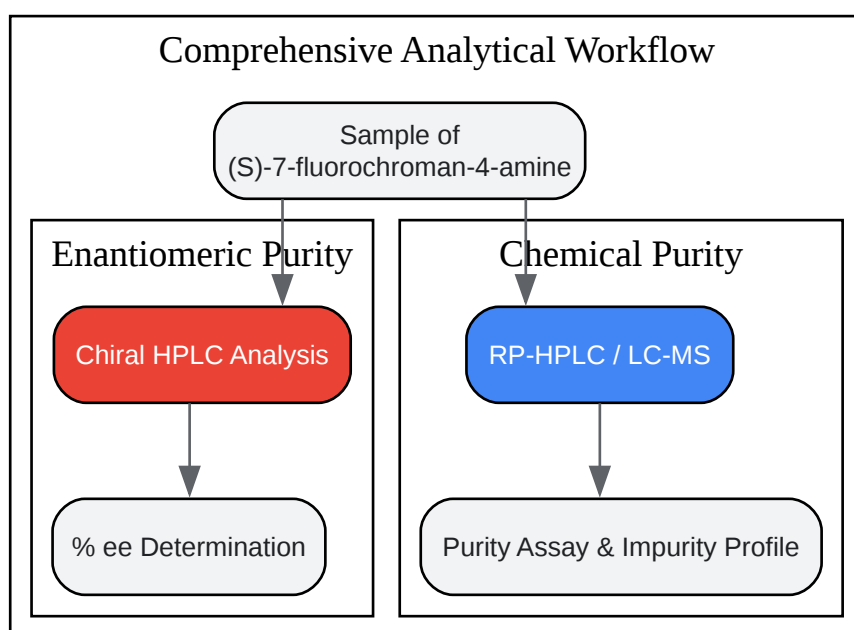 Comprehensive Analytical Workflow
Sample of
(S)-7-fluorochroman-4-amine
Enantiomeric Purity
Chiral HPLC Analysis
% ee Determination
Chemical Purity
RP-HPLC / LC-MS
Purity Assay & Impurity Profile